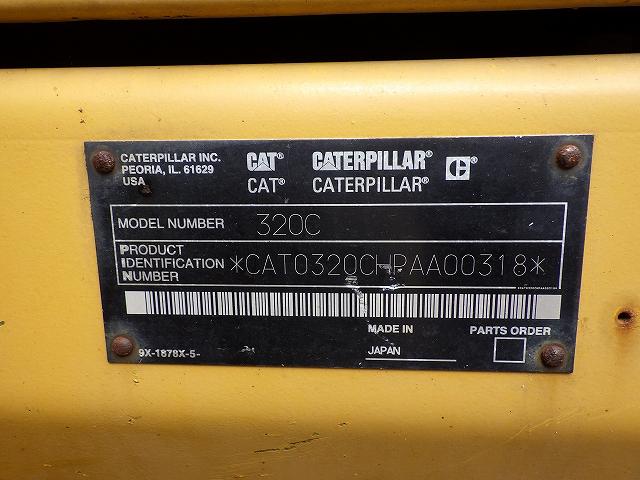 CATERPILLAR INC.
PEORIA, IL. 61629
USA
CAT® CATERPILLAR® C®
CAT® CATERPILLAR®
MODEL NUMBER 320C
PRODUCT
IDENTIFICATION *CAT0320CHPAA00318*
NUMBER
MADE IN
JAPAN
PARTS ORDER
9X-1878X-5-